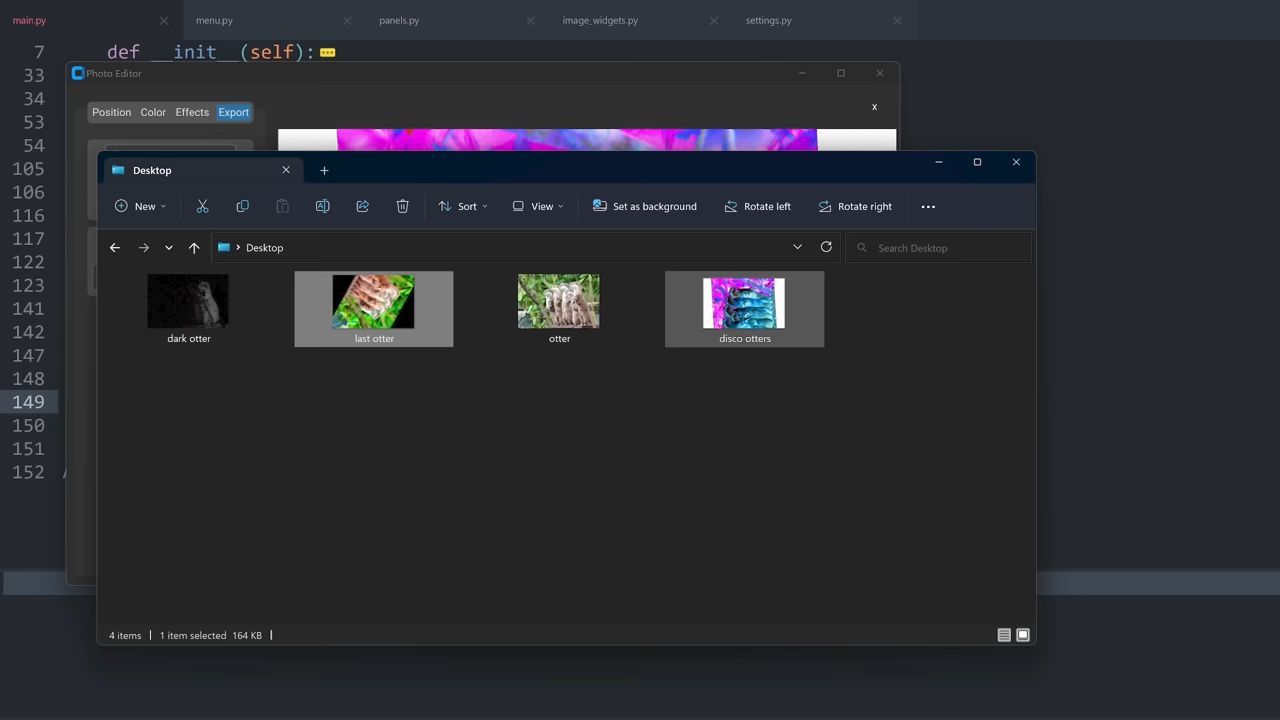 main.py menu.py panels.py image_widgets.py settings.py
7 def __init__(self):
33
34
53
54
105
106
116
117
122
123
141
142
147
148
149
150
151
152
Photo Editor
Position Color Effects Export
x
Desktop
New Sort View Set as background Rotate left Rotate right
Desktop Search Desktop
dark otter last otter otter disco otters
4 items 1 item selected 164 KB